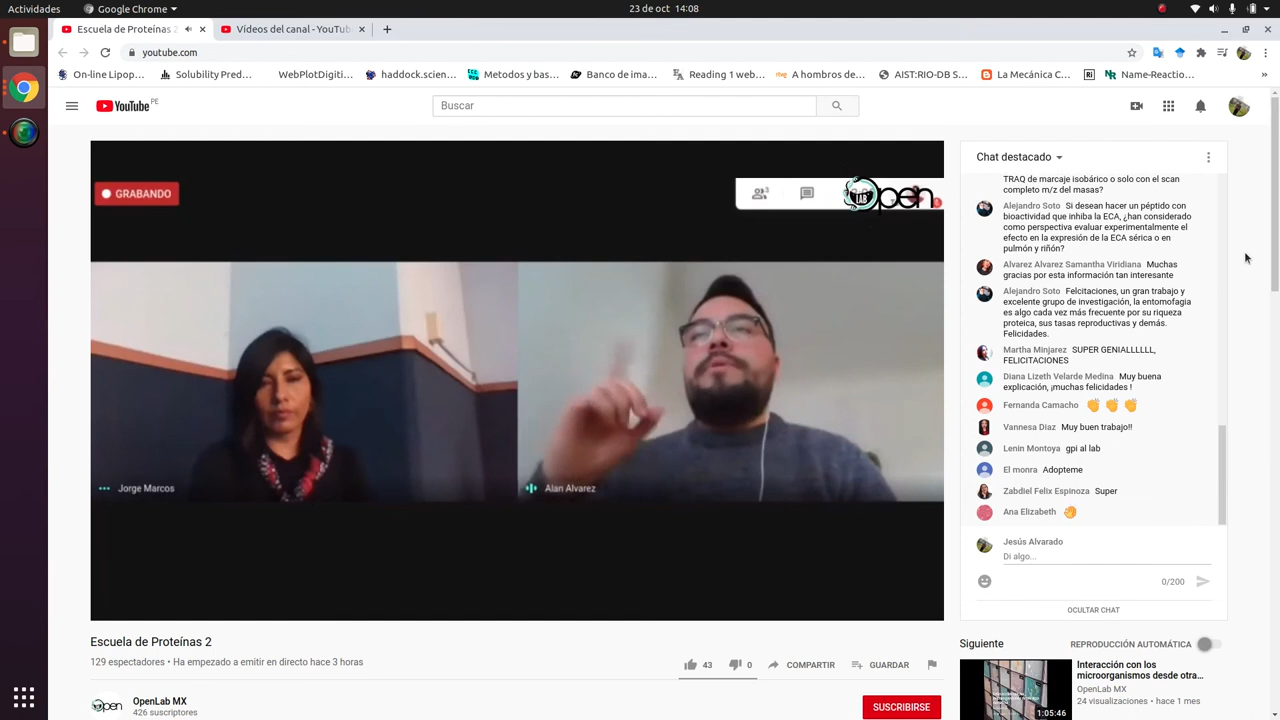 Actividades
Google Chrome
23 de oct 14:08
Escuela de Proteínas 2
Vídeos del canal - YouTub
youtube.com
On-line Lipop...
Solubility Pred...
WebPlotDigiti...
haddock.scien...
Metodos y bas...
Banco de ima...
Reading 1 web...
rtve
A hombros de...
AIST:RIO-DB S...
La Mecánica C...
Name-Reactio...
»
YouTube PE
Buscar
GRABANDO
3
Open
LAB
Jorge Marcos
Alan Alvarez
Chat destacado
TRAQ de marcaje isobárico o solo con el scan
completo m/z del masas?
Alejandro Soto Si desean hacer un péptido con
bioactividad que inhiba la ECA, ¿han considerado
como perspectiva evaluar experimentalmente el
efecto en la expresión de la ECA sérica o en
pulmón y riñón?
Alvarez Alvarez Samantha Viridiana Muchas
gracias por esta información tan interesante
Alejandro Soto Felcitaciones, un gran trabajo y
excelente grupo de investigación, la entomofagia
es algo cada vez más frecuente por su riqueza
proteica, sus tasas reproductivas y demás.
Felicidades.
Martha Minjarez SUPER GENIALLLLLL,
FELICITACIONES
Diana Lizeth Velarde Medina Muy buena
explicación, ¡muchas felicidades !
Fernanda Camacho 👏 👏 👏
Vannesa Diaz Muy buen trabajo!!
Lenin Montoya gpi al lab
El monra Adopteme
Zabdiel Felix Espinoza Super
Ana Elizabeth 👏
Jesús Alvarado
Di algo...
0/200
OCULTAR CHAT
Escuela de Proteínas 2
129 espectadores • Ha empezado a emitir en directo hace 3 horas
43
0
COMPARTIR
GUARDAR
OpenLab MX
426 suscriptores
SUSCRIBIRSE
Siguiente
REPRODUCCIÓN AUTOMÁTICA
Interacción con los
microorganismos desde otra...
OpenLab MX
24 visualizaciones • hace 1 mes
1:05:46